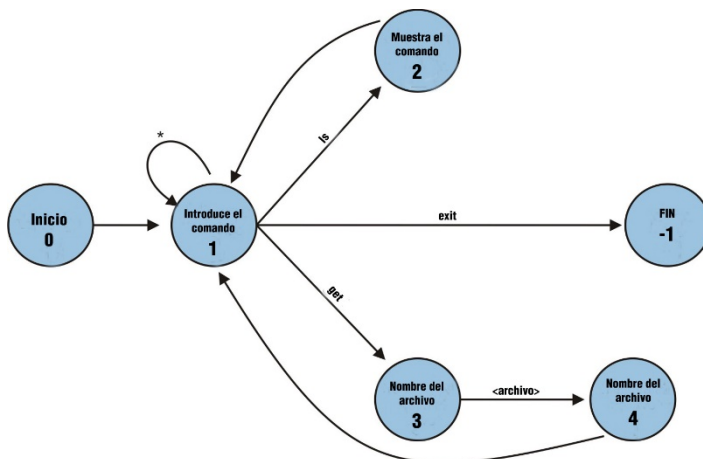 Muestra el
comando
2
ls
*
Inicio
0
Introduce el
comando
1
exit
FIN
-1
get
Nombre del
archivo
3
<archivo>
Nombre del
archivo
4